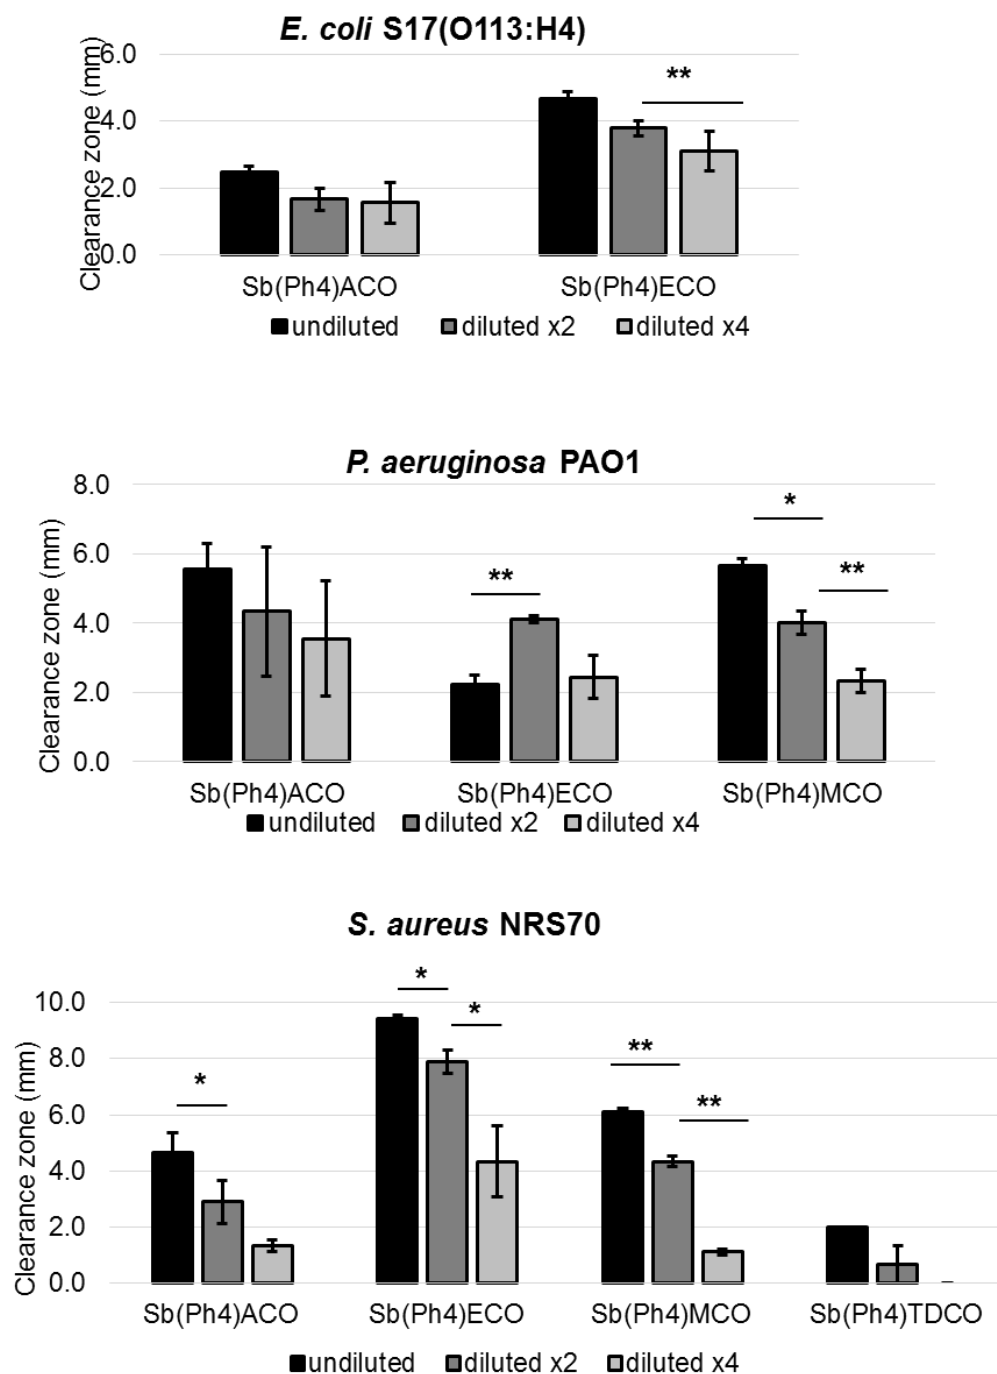 E. coli S17(O113:H4)
Clearance zone (mm)
6.0
**
4.0
2.0
0.0
Sb(Ph4)ACO Sb(Ph4)ECO
undiluted diluted x2 diluted x4
P. aeruginosa PAO1
Clearance zone (mm)
8.0
*
6.0
** **
4.0
2.0
0.0
Sb(Ph4)ACO Sb(Ph4)ECO Sb(Ph4)MCO
undiluted diluted x2 diluted x4
S. aureus NRS70
Clearance zone (mm)
*
10.0
*
8.0
**
*
6.0
**
4.0
2.0
0.0
Sb(Ph4)ACO Sb(Ph4)ECO Sb(Ph4)MCO Sb(Ph4)TDCO
undiluted diluted x2 diluted x4